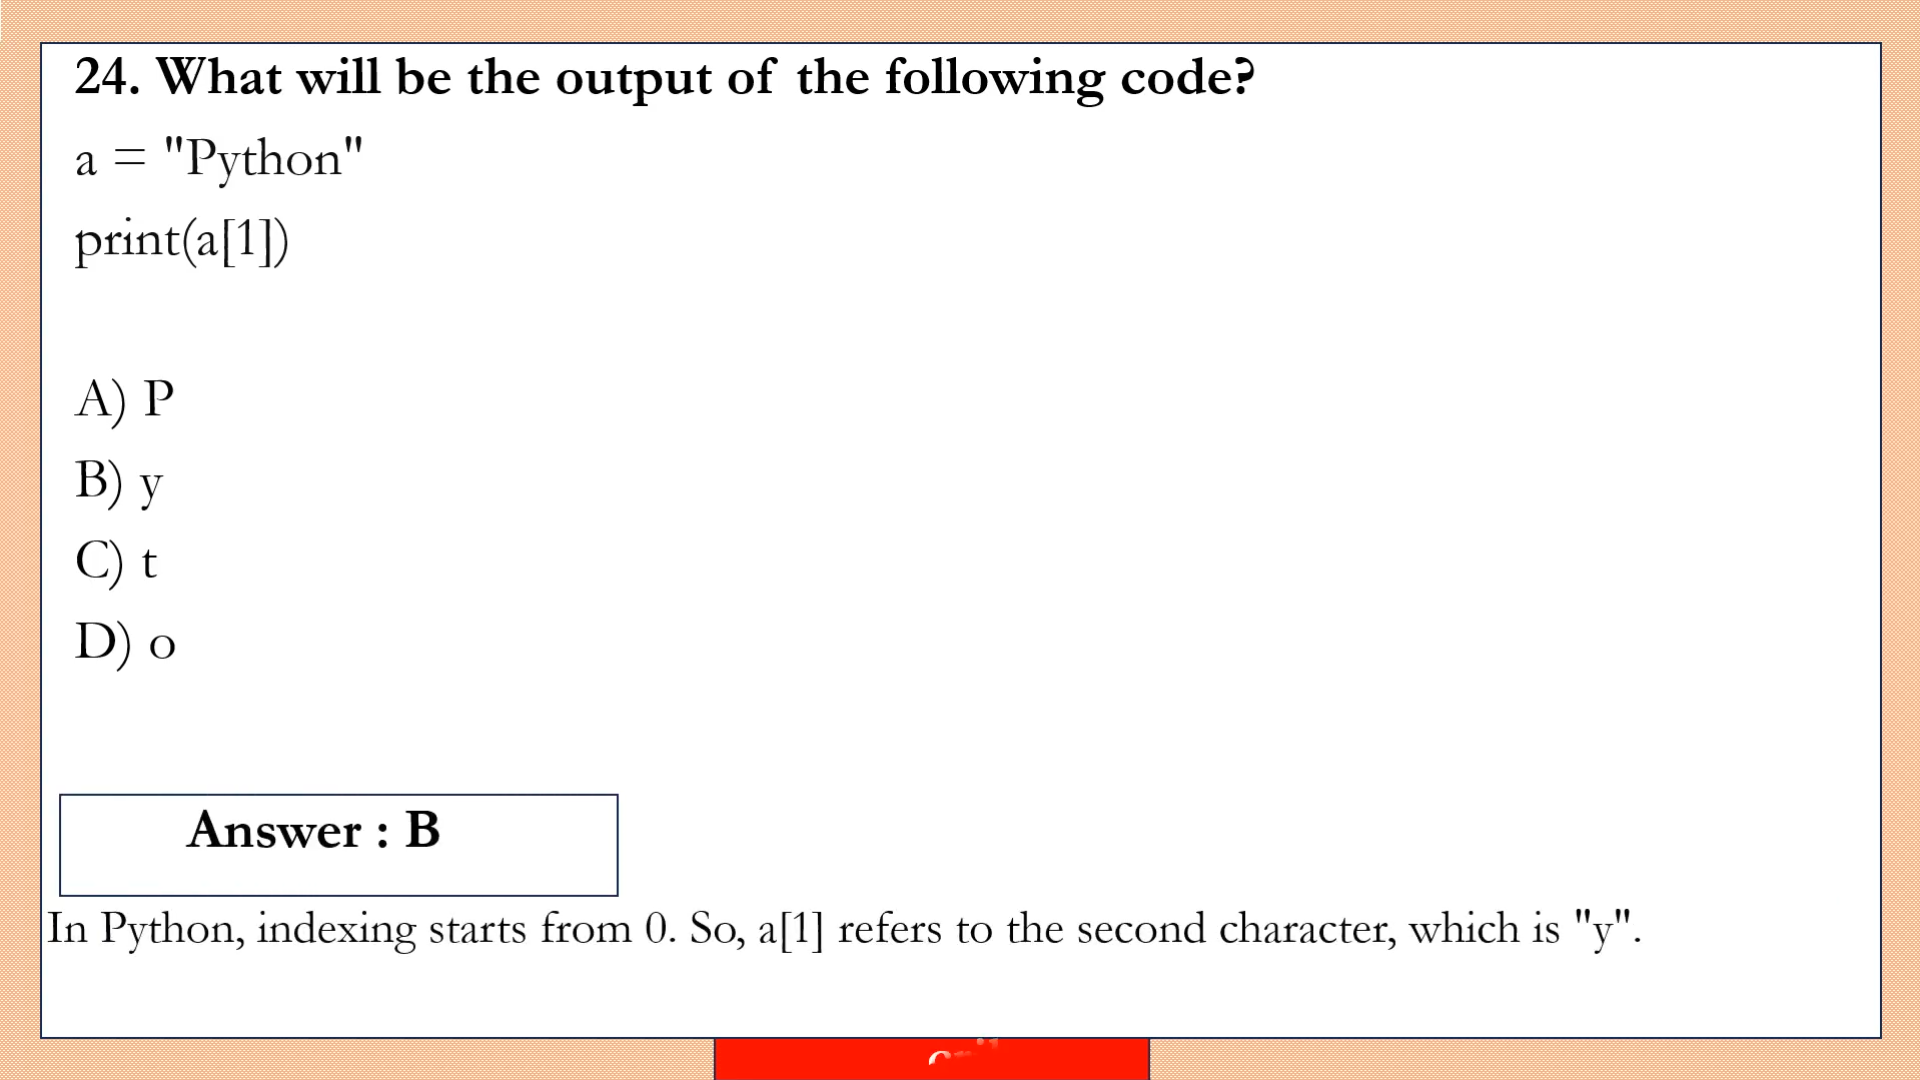 24. What will be the output of the following code?
a = "Python"
print(a[1])
A) P
B) y
C) t
D) o
Answer : B
In Python, indexing starts from 0. So, a[1] refers to the second character, which is "y".